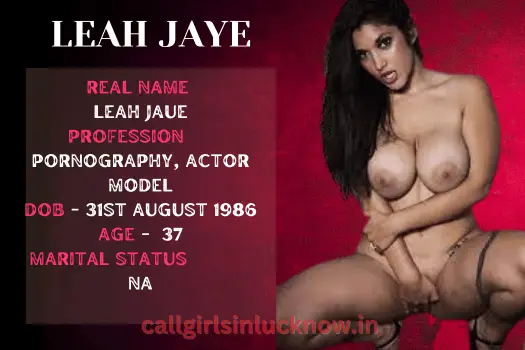 LEAH JAYE
REAL NAME
LEAH JAUE
PROFESSION
PORNOGRAPHY, ACTOR
MODEL
DOB - 31ST AUGUST 1986
AGE - 37
MARITAL STATUS
NA
callgirlsinlucknow.in